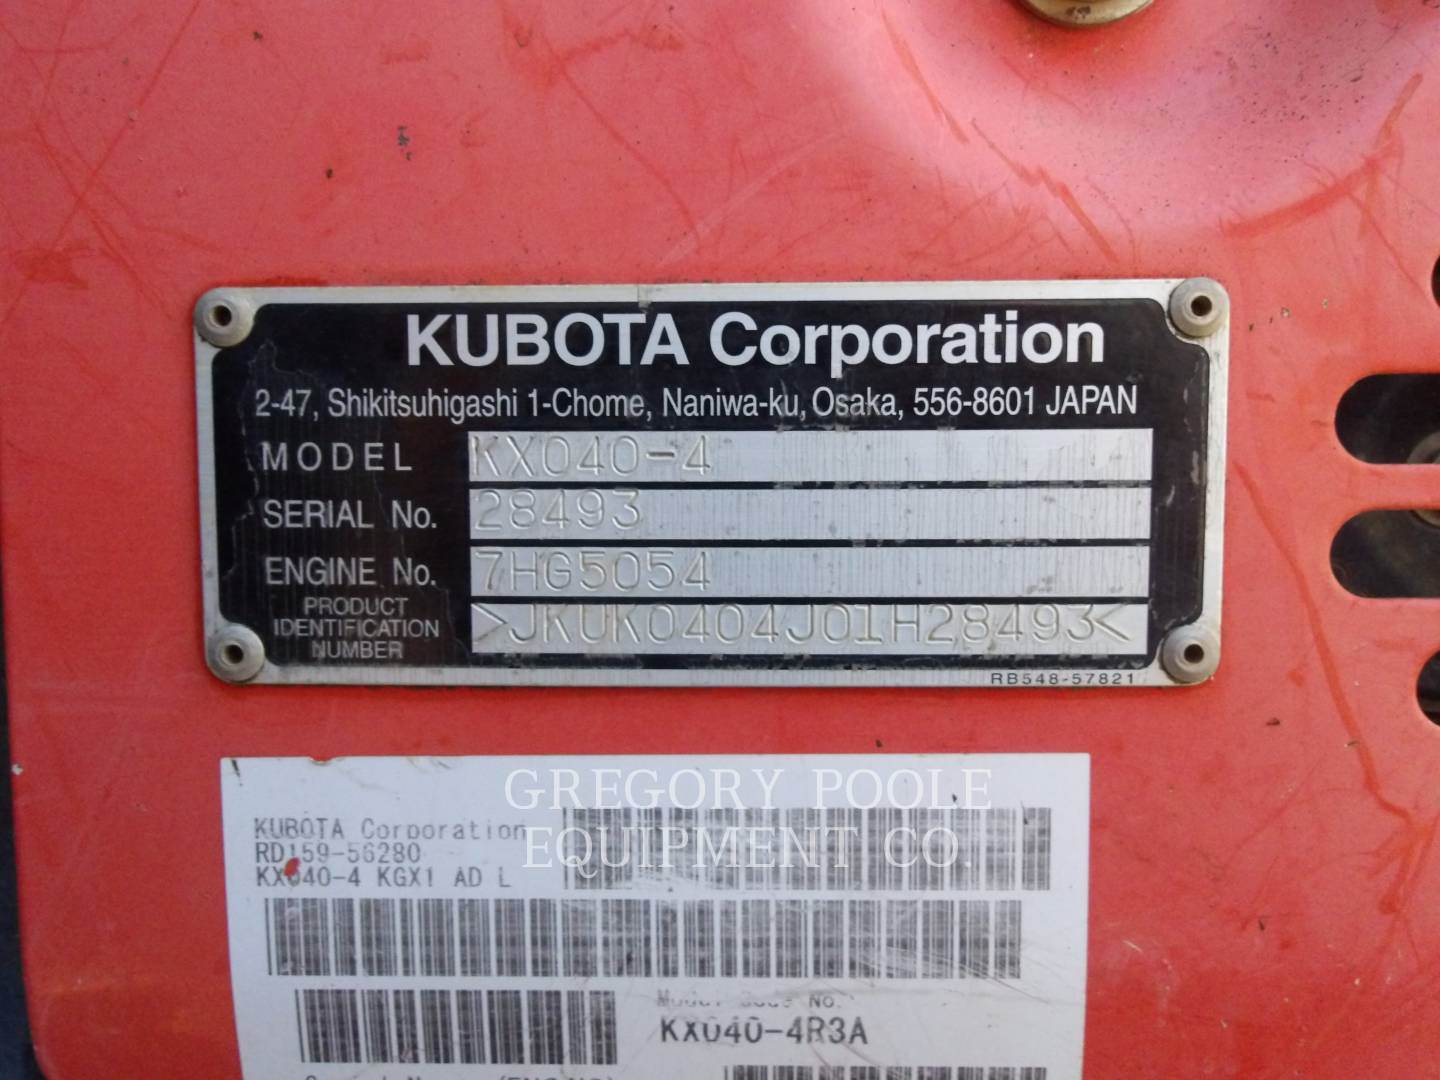 KUBOTA Corporation
2-47, Shikitsuhigashi 1-Chome, Naniwa-ku, Osaka, 556-8601 JAPAN
MODEL KX040-4
SERIAL No. 28493
ENGINE No. 7HG5054
PRODUCT
IDENTIFICATION
NUMBER
>JKUK0404J01H28493<
RB548-57821
GREGORY POOLE
EQUIPMENT CO.
KUBOTA Corporation
RD159-56280
KX040-4 KGX1 AD L
No.
KX040-4R3A